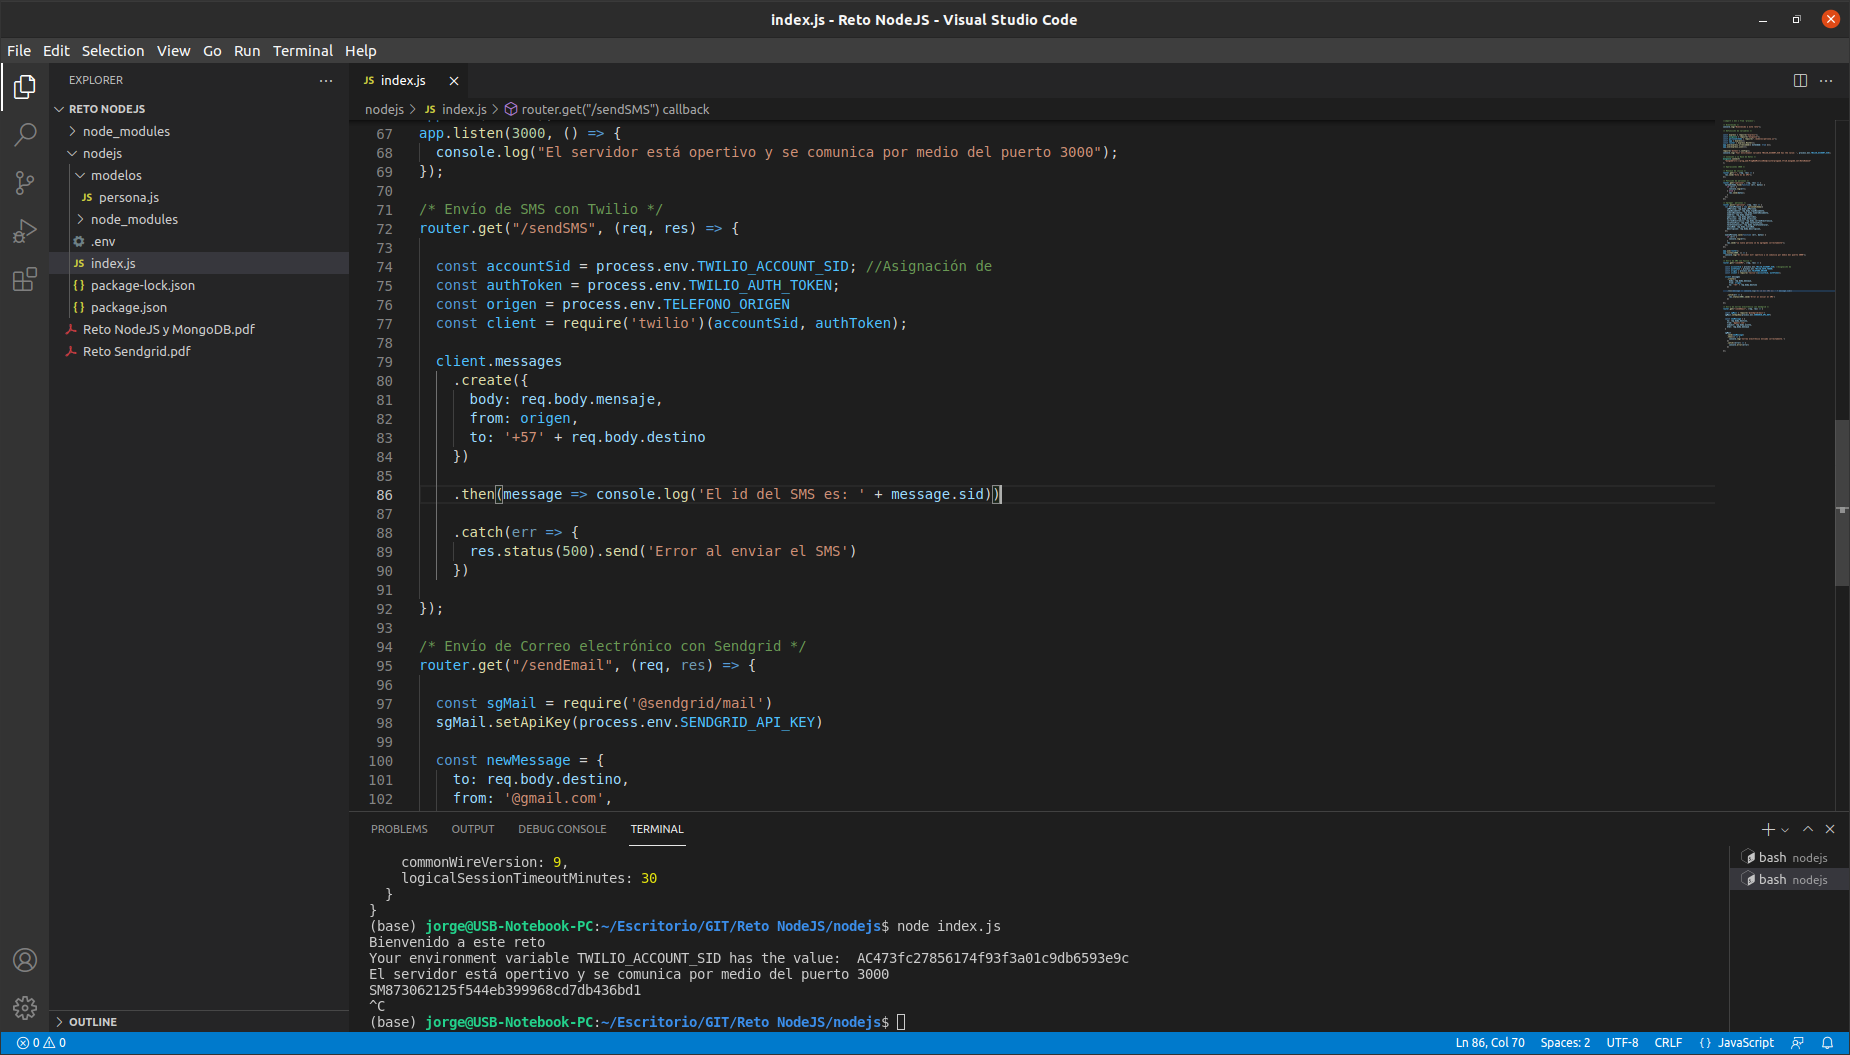 index.js - Reto NodeJS - Visual Studio Code
File Edit Selection View Go Run Terminal Help
EXPLORER
RETO NODEJS
node_modules
nodejs
modelos
JS persona.js
node_modules
.env
JS index.js
{} package-lock.json
{} package.json
Reto NodeJS y MongoDB.pdf
Reto Sendgrid.pdf
OUTLINE
JS index.js
nodejs > JS index.js > router.get("/sendSMS") callback
67 app.listen(3000, () => {
68   console.log("El servidor está opertivo y se comunica por medio del puerto 3000");
69 });
70
71 /* Envío de SMS con Twilio */
72 router.get("/sendSMS", (req, res) => {
73
74   const accountSid = process.env.TWILIO_ACCOUNT_SID; //Asignación de
75   const authToken = process.env.TWILIO_AUTH_TOKEN;
76   const origen = process.env.TELEFONO_ORIGEN
77   const client = require('twilio')(accountSid, authToken);
78
79   client.messages
80     .create({
81       body: req.body.mensaje,
82       from: origen,
83       to: '+57' + req.body.destino
84     })
85
86     .then(message => console.log('El id del SMS es: ' + message.sid))
87
88     .catch(err => {
89       res.status(500).send('Error al enviar el SMS')
90     })
91
92 });
93
94 /* Envío de Correo electrónico con Sendgrid */
95 router.get("/sendEmail", (req, res) => {
96
97   const sgMail = require('@sendgrid/mail')
98   sgMail.setApiKey(process.env.SENDGRID_API_KEY)
99
100   const newMessage = {
101     to: req.body.destino,
102     from: '@gmail.com',
PROBLEMS OUTPUT DEBUG CONSOLE TERMINAL
    commonWireVersion: 9,
    logicalSessionTimeoutMinutes: 30
  }
}
(base) jorge@USB-Notebook-PC:~/Escritorio/GIT/Reto NodeJS/nodejs$ node index.js
Bienvenido a este reto
Your environment variable TWILIO_ACCOUNT_SID has the value:  AC473fc27856174f93f3a01c9db6593e9c
El servidor está opertivo y se comunica por medio del puerto 3000
SM873062125f544eb399968cd7db436bd1
^C
(base) jorge@USB-Notebook-PC:~/Escritorio/GIT/Reto NodeJS/nodejs$
bash nodejs
bash nodejs
0 0
Ln 86, Col 70 Spaces: 2 UTF-8 CRLF {} JavaScript